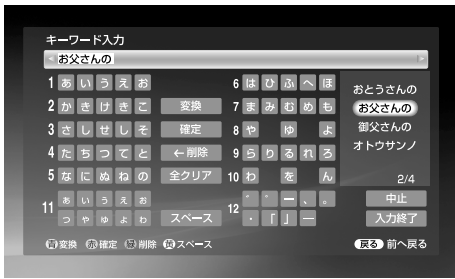 キーワード入力
お父さんの
1 あ い う え お
2 か き け き こ 変換
3 さ し せ し そ 確定
4 た ち つ て と ←削除
5 な に ぬ ね の 全クリア
11 ぁ ぃ ぅ ぇ ぉ
っ ゃ ゅ ょ ゎ スペース
6 は ひ ふ へ ほ
7 ま み む め も
8 や ゆ よ
9 ら り る れ ろ
10 わ を ん
12 ゛ ゜ ー 、 。
・ 「 」 ―
おとうさんの
お父さんの
御父さんの
オトウサンノ
2/4
中止
入力終了
青 変換 赤 確定 緑 削除 黄 スペース
戻る 前へ戻る